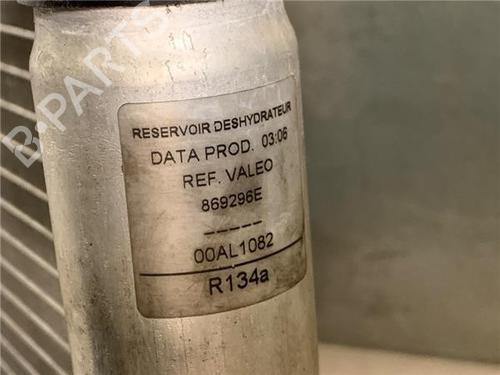 B-PARTS
RESERVOIR DESHYDRATEUR
DATA PROD. 03:06
REF. VALEO
869296E
-----
00AL1082
R134a